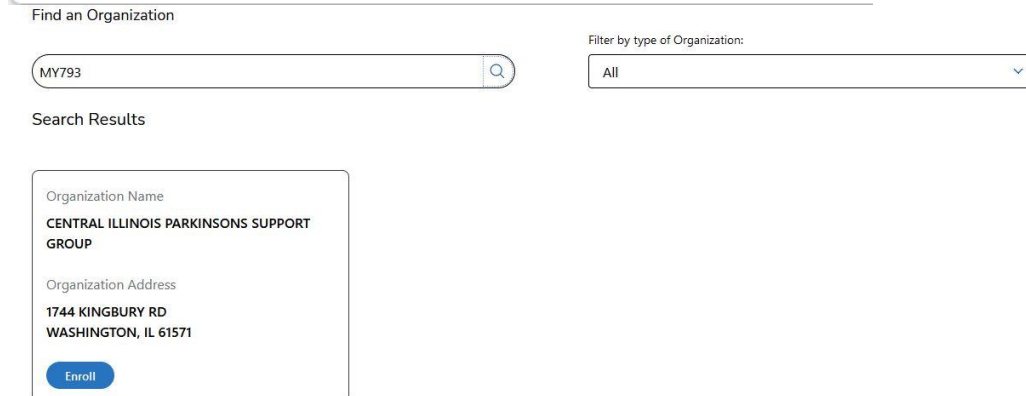 Find an Organization
Filter by type of Organization:
MY793
All
Search Results
Organization Name
CENTRAL ILLINOIS PARKINSONS SUPPORT
GROUP
Organization Address
1744 KINGBURY RD
WASHINGTON, IL 61571
Enroll